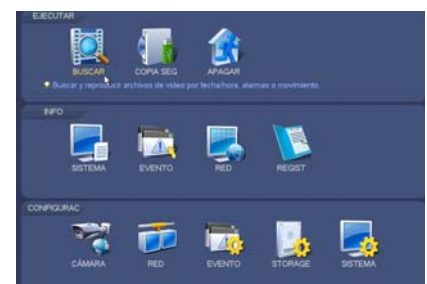 EJECUTAR
BUSCAR COPIA SEG APAGAR
Buscar y reproducir archivos de vídeo por fecha/hora, alarmas o movimiento.
INFO
SISTEMA EVENTO RED REGIST
CONFIGURAC
CÁMARA RED EVENTO STORAGE SISTEMA